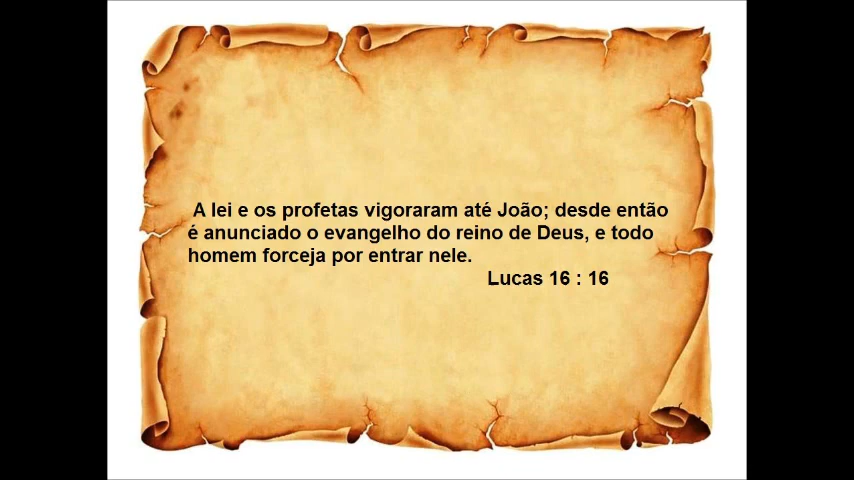 A lei e os profetas vigoraram até João; desde então
é anunciado o evangelho do reino de Deus, e todo
homem forceja por entrar nele.
Lucas 16 : 16